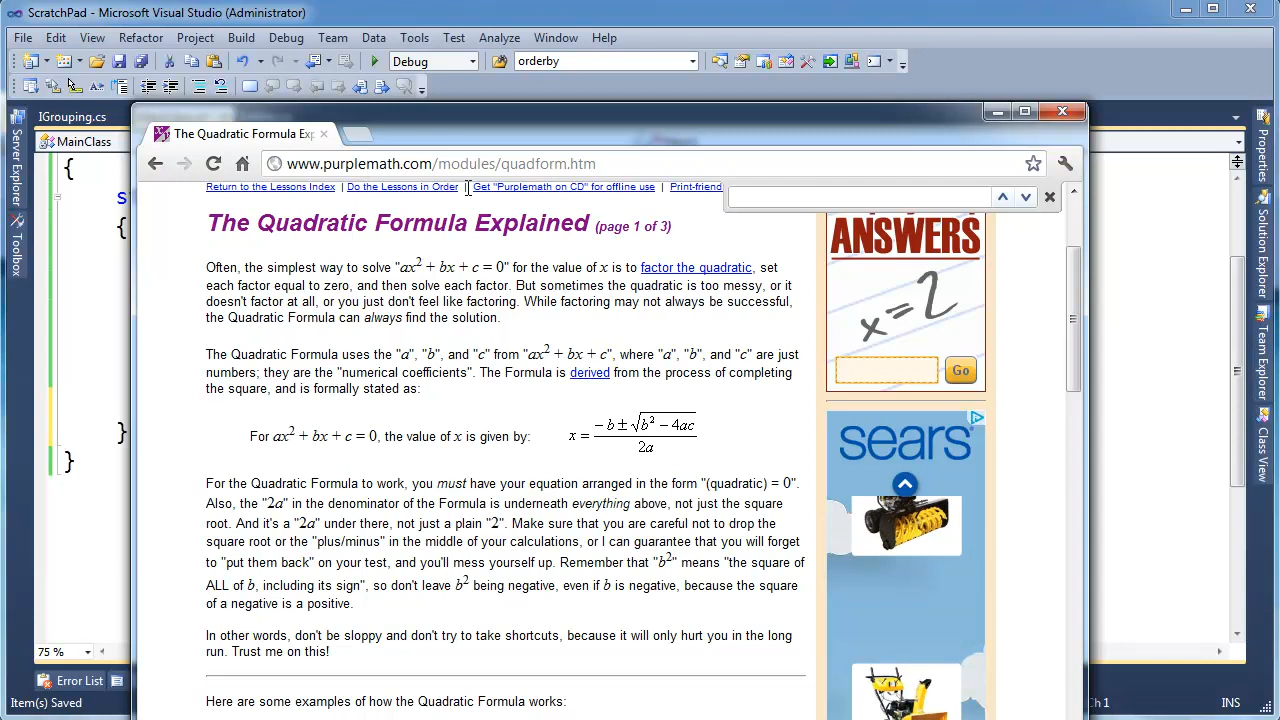 ScratchPad - Microsoft Visual Studio (Administrator)
File Edit View Refactor Project Build Debug Team Data Tools Test Analyze Window Help
Debug orderby
IGrouping.cs
MainClass
{
s
{
}
}
75 %
Error List
Item(s) Saved
Ch 1 INS
Server Explorer
Toolbox
Properties
Solution Explorer
Class View
The Quadratic Formula Exp
www.purplemath.com/modules/quadform.htm
Return to the Lessons Index | Do the Lessons in Order | Get "Purplemath on CD" for offline use | Print-friend
The Quadratic Formula Explained (page 1 of 3)
Often, the simplest way to solve "ax² + bx + c = 0" for the value of x is to factor the quadratic, set
each factor equal to zero, and then solve each factor. But sometimes the quadratic is too messy, or it
doesn't factor at all, or you just don't feel like factoring. While factoring may not always be successful,
the Quadratic Formula can always find the solution.
The Quadratic Formula uses the "a", "b", and "c" from "ax² + bx + c", where "a", "b", and "c" are just
numbers; they are the "numerical coefficients". The Formula is derived from the process of completing
the square, and is formally stated as:
For ax² + bx + c = 0, the value of x is given by: x = (– b ± √(b² – 4ac)) / 2a
For the Quadratic Formula to work, you must have your equation arranged in the form "(quadratic) = 0".
Also, the "2a" in the denominator of the Formula is underneath everything above, not just the square
root. And it's a "2a" under there, not just a plain "2". Make sure that you are careful not to drop the
square root or the "plus/minus" in the middle of your calculations, or I can guarantee that you will forget
to "put them back" on your test, and you'll mess yourself up. Remember that "b²" means "the square of
ALL of b, including its sign", so don't leave b² being negative, even if b is negative, because the square
of a negative is a positive.
In other words, don't be sloppy and don't try to take shortcuts, because it will only hurt you in the long
run. Trust me on this!
Here are some examples of how the Quadratic Formula works:
ANSWERS
x=2
Go
sears